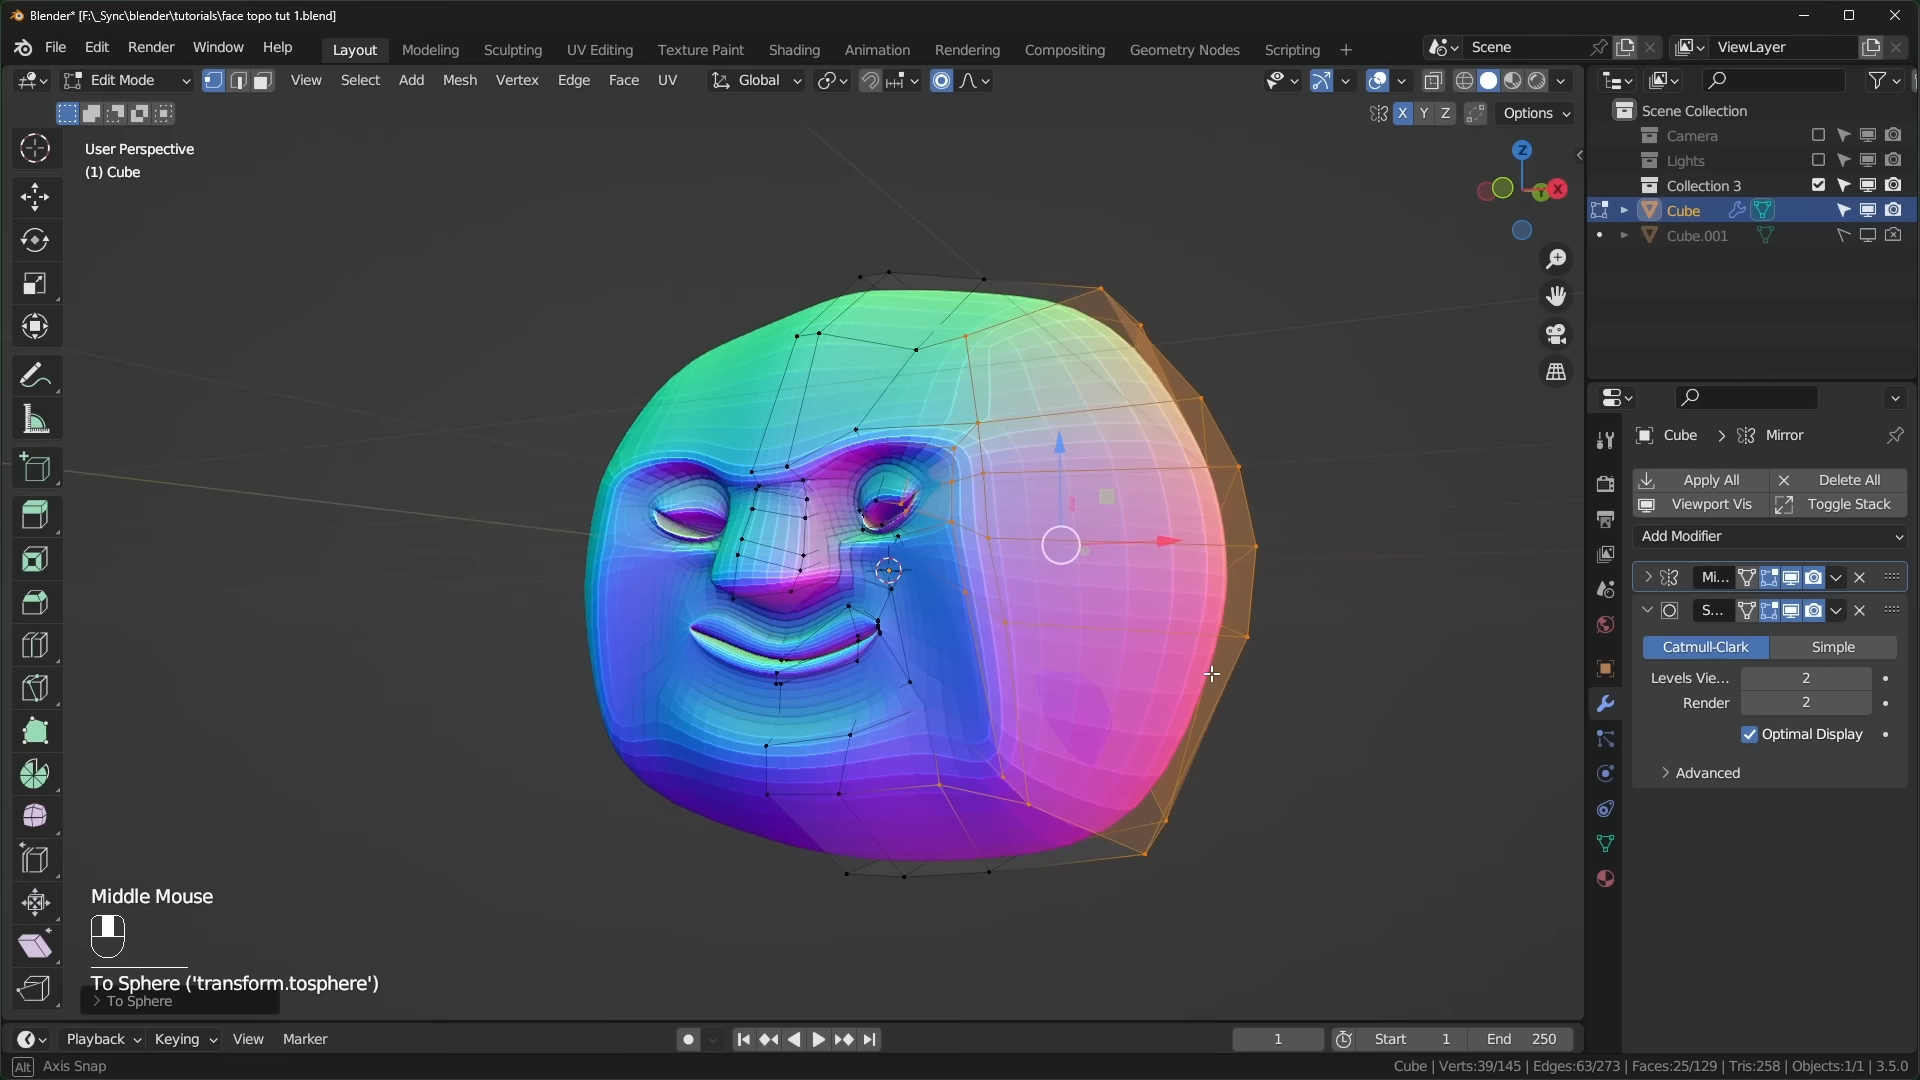 Blender* [F:\_Sync\blender\tutorials\face topo tut 1.blend]
File Edit Render Window Help Layout Modeling Sculpting UV Editing Texture Paint Shading Animation Rendering Compositing Geometry Nodes Scripting + Scene ViewLayer
Edit Mode View Select Add Mesh Vertex Edge Face UV Global
X Y Z Options
User Perspective
(1) Cube
Z
X
Y
Scene Collection
Camera
Lights
Collection 3
Cube
Cube.001
Cube > Mirror
Apply All Delete All
Viewport Vis Toggle Stack
Add Modifier
Mi...
S...
Catmull-Clark Simple
Levels Vie... 2
Render 2
Optimal Display
Advanced
Middle Mouse
To Sphere ('transform.tosphere')
To Sphere
Playback Keying View Marker 1 Start 1 End 250
Alt Axis Snap Cube | Verts:39/145 | Edges:63/273 | Faces:25/129 | Tris:258 | Objects:1/1 | 3.5.0